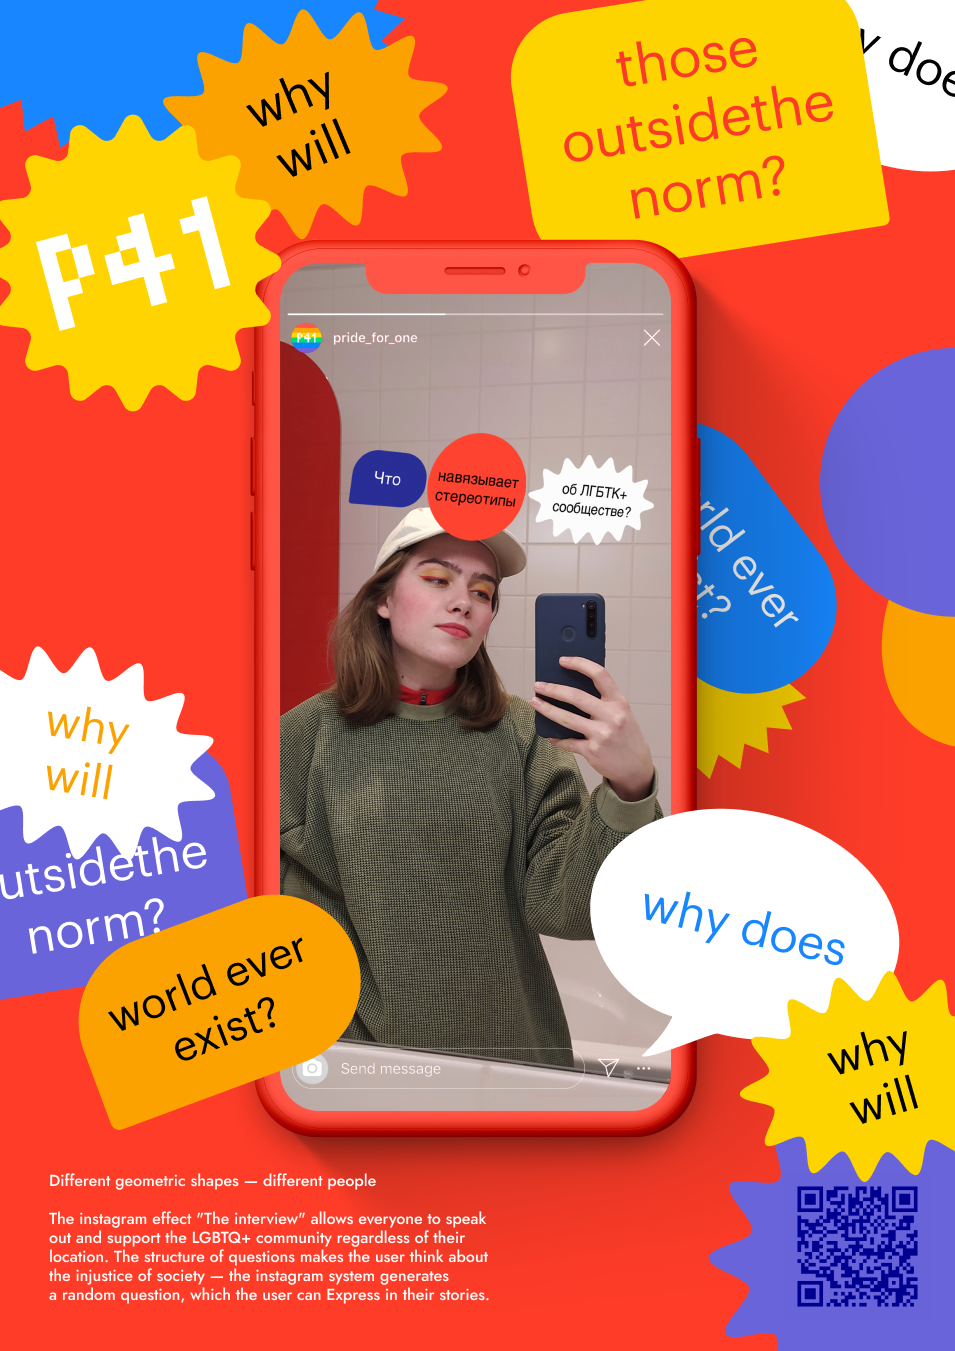 why
will
those
outsidethe
norm?
y does
P41
P41
pride_for_one
Что
навязывает
стереотипы
об ЛГБТК+
сообществе?
rld ever
st?
why
will
utsidethe
norm?
why does
world ever
exist?
why
will
Send message
Different geometric shapes — different people
The instagram effect "The interview" allows everyone to speak
out and support the LGBTQ+ community regardless of their
location. The structure of questions makes the user think about
the injustice of society — the instagram system generates
a random question, which the user can Express in their stories.